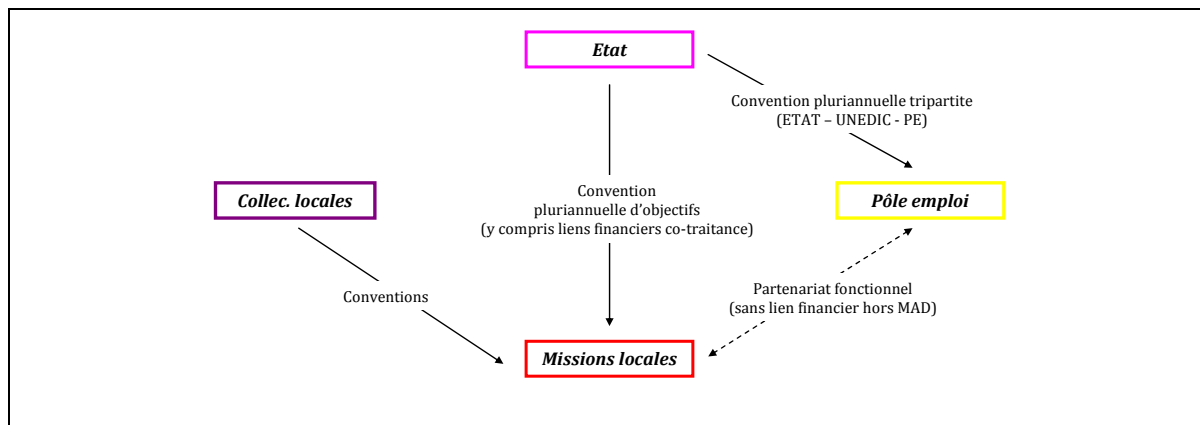 Etat
Convention pluriannuelle tripartite
(ETAT – UNEDIC - PE)
Collec. locales
Convention
pluriannuelle d'objectifs
(y compris liens financiers co-traitance)
Pôle emploi
Conventions
Partenariat fonctionnel
(sans lien financier hors MAD)
Missions locales